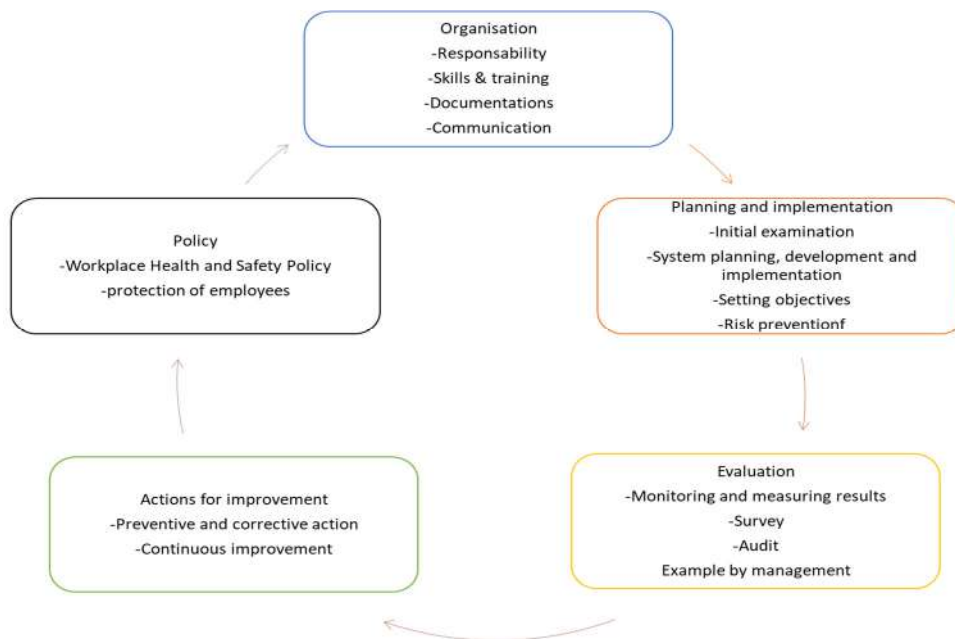 Organisation
-Responsability
-Skills & training
-Documentations
-Communication
Policy
-Workplace Health and Safety Policy
-protection of employees
Planning and implementation
-Initial examination
-System planning, development and
implementation
-Setting objectives
-Risk preventionf
Actions for improvement
-Preventive and corrective action
-Continuous improvement
Evaluation
-Monitoring and measuring results
-Survey
-Audit
Example by management